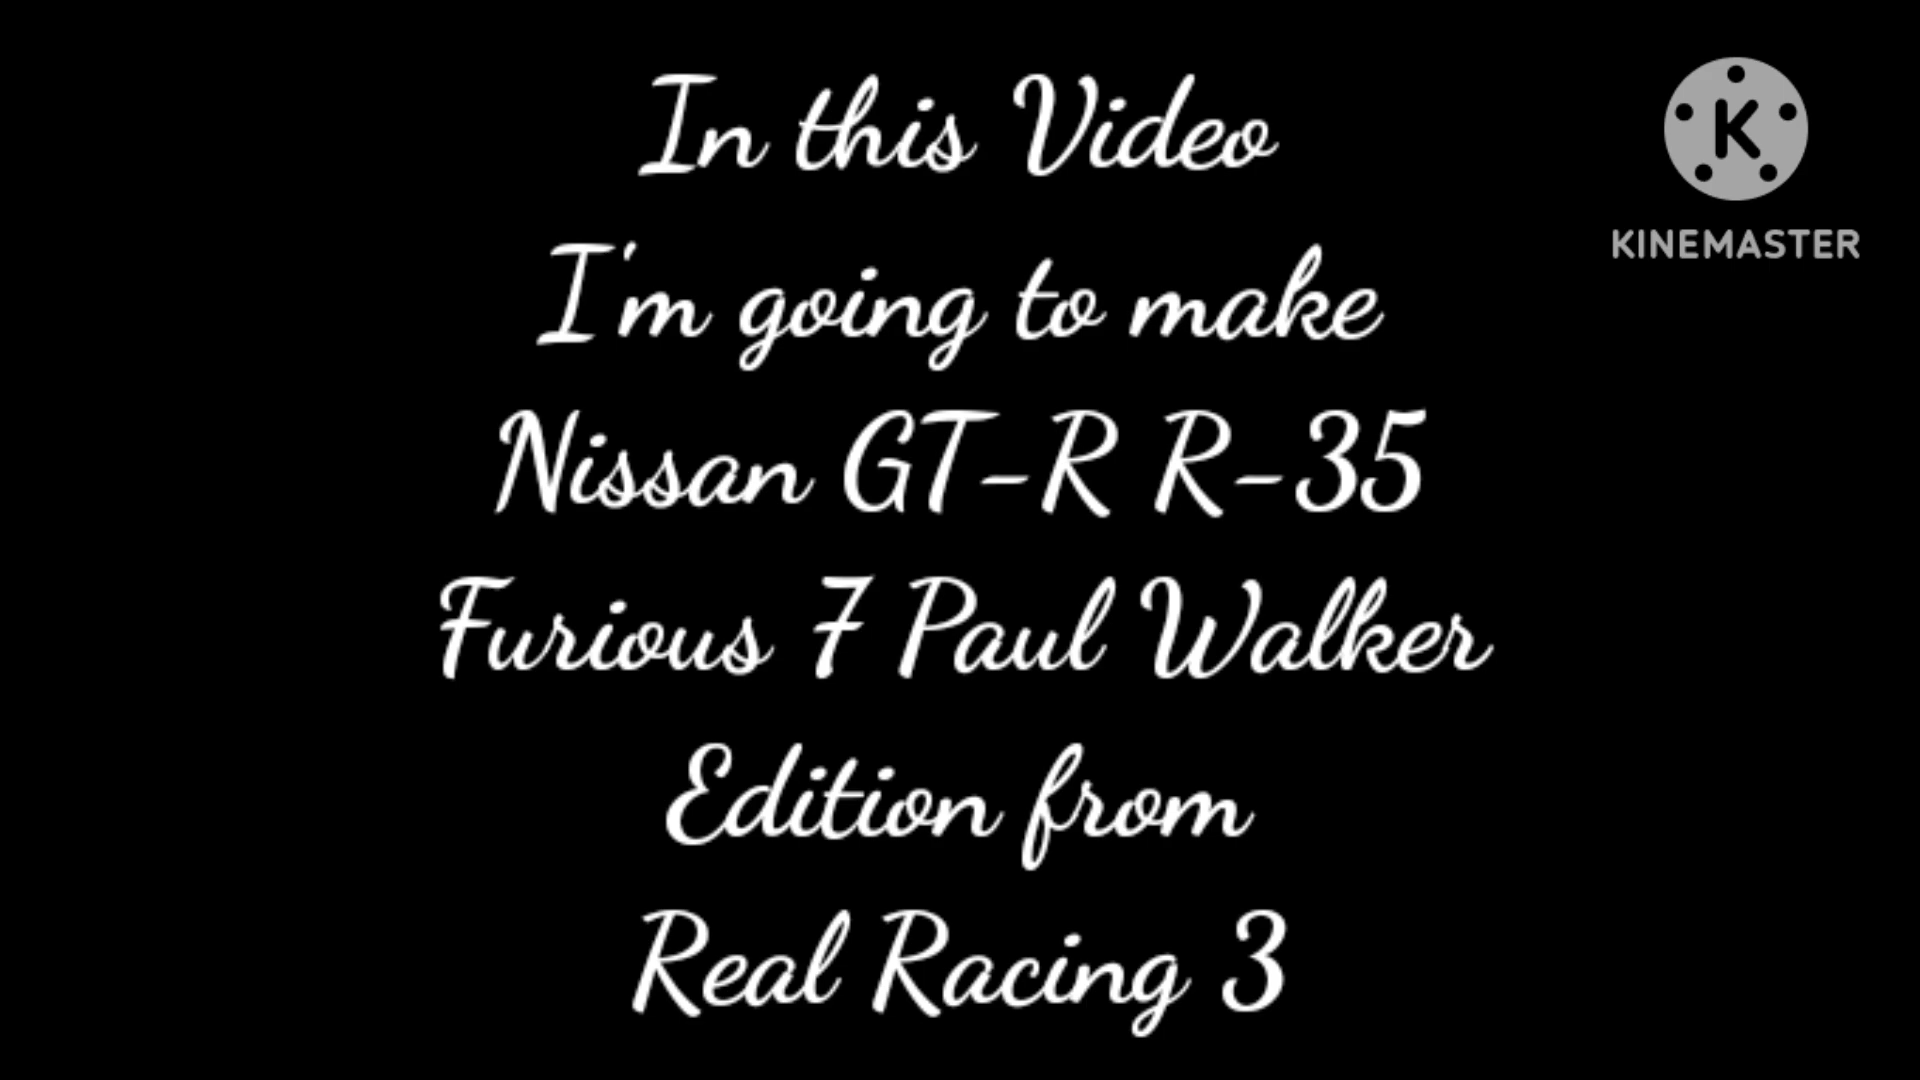 In this Video
I'm going to make
Nissan GT-R R-35
Furious 7 Paul Walker
Edition from
Real Racing 3
K
KINEMASTER